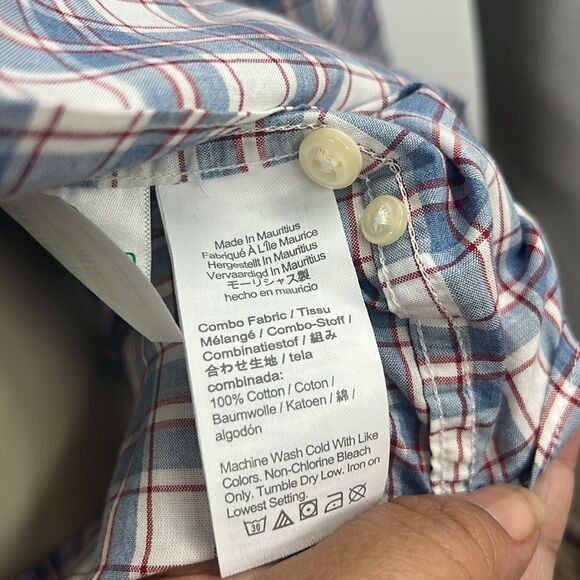 Made In Mauritius
Fabriqué À L'Île Maurice
Hergestellt In Mauritius
Vervaardigd In Mauritius
モーリシャス製
hecho en mauricio
Combo Fabric / Tissu
Mélangé / Combo-Stoff /
Combinatiestof / 組み
合わせ生地 / tela
combinada:
100% Cotton / Coton /
Baumwolle / Katoen / 綿 /
algodón
Machine Wash Cold With Like
Colors. Non-Chlorine Bleach
Only. Tumble Dry Low. Iron on
Lowest Setting.
30